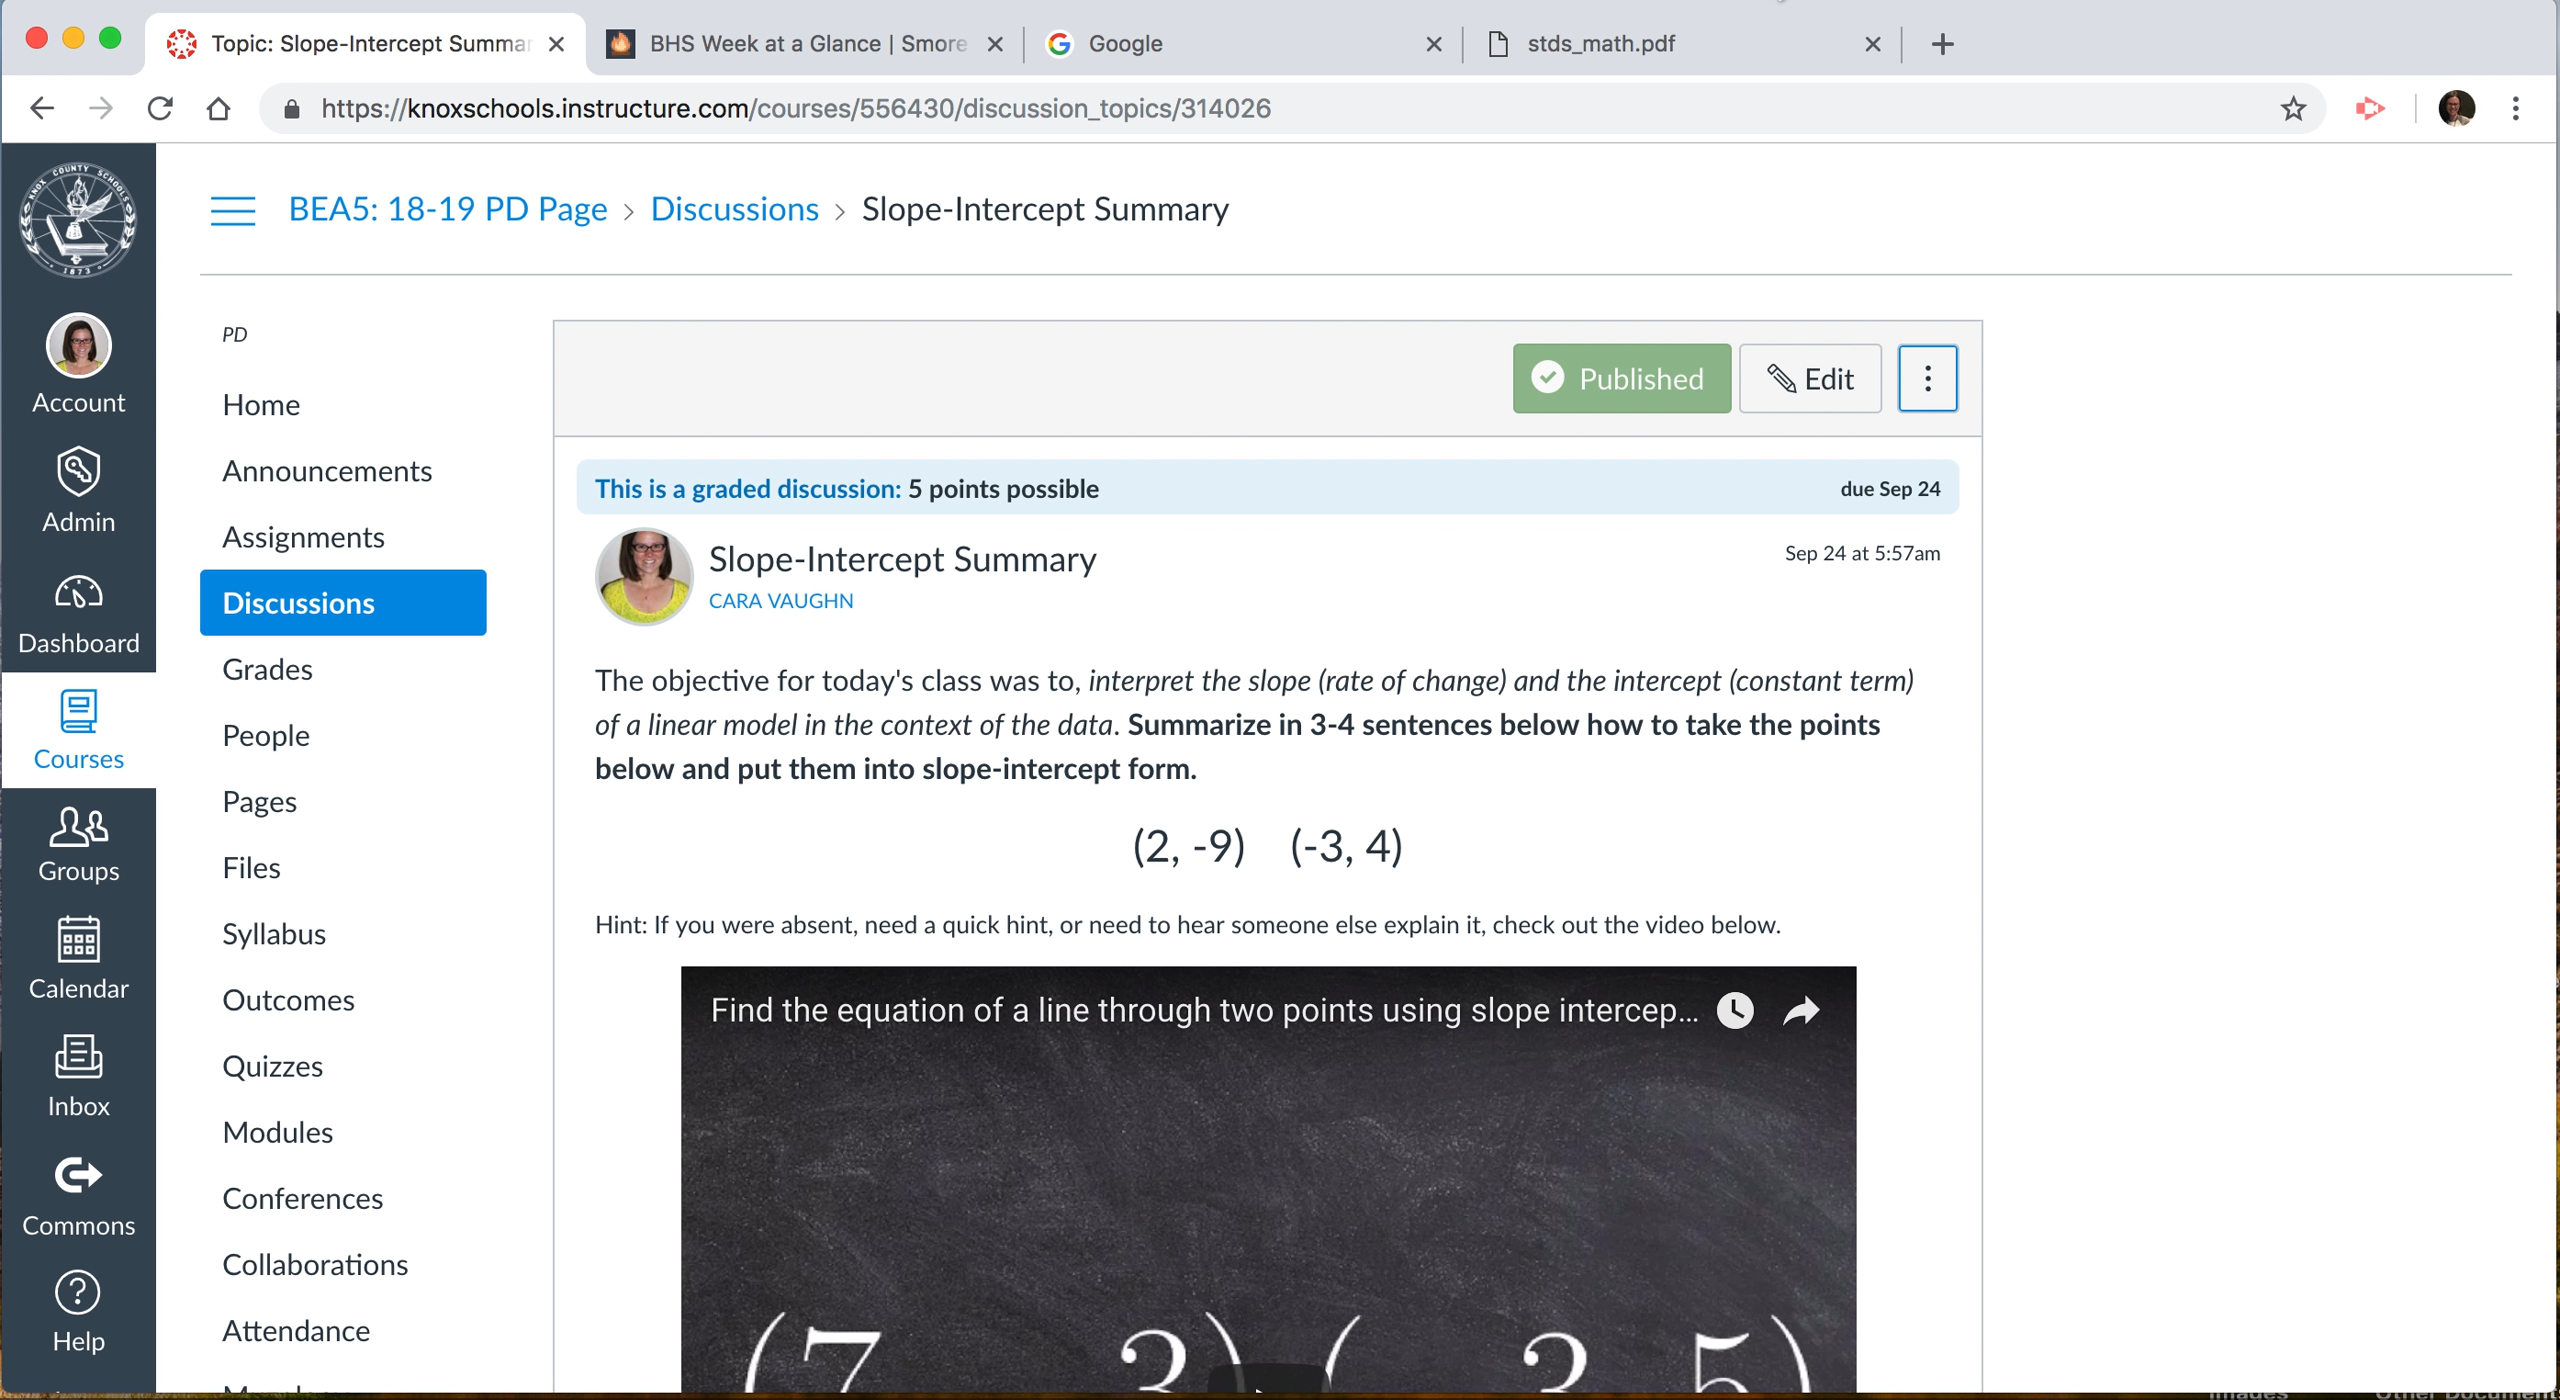 Topic: Slope-Intercept Summar
BHS Week at a Glance | Smore
Google
stds_math.pdf
https://knoxschools.instructure.com/courses/556430/discussion_topics/314026
KNOX COUNTY SCHOOLS
1873
BEA5: 18-19 PD Page > Discussions > Slope-Intercept Summary
Account
Admin
Dashboard
Courses
Groups
Calendar
Inbox
Commons
Help
PD
Home
Announcements
Assignments
Discussions
Grades
People
Pages
Files
Syllabus
Outcomes
Quizzes
Modules
Conferences
Collaborations
Attendance
Published
Edit
This is a graded discussion: 5 points possible
due Sep 24
Slope-Intercept Summary
Sep 24 at 5:57am
CARA VAUGHN
The objective for today's class was to, interpret the slope (rate of change) and the intercept (constant term)
of a linear model in the context of the data. Summarize in 3-4 sentences below how to take the points
below and put them into slope-intercept form.
(2, -9) (-3, 4)
Hint: If you were absent, need a quick hint, or need to hear someone else explain it, check out the video below.
Find the equation of a line through two points using slope intercep...
(7 3) ( 3 5)